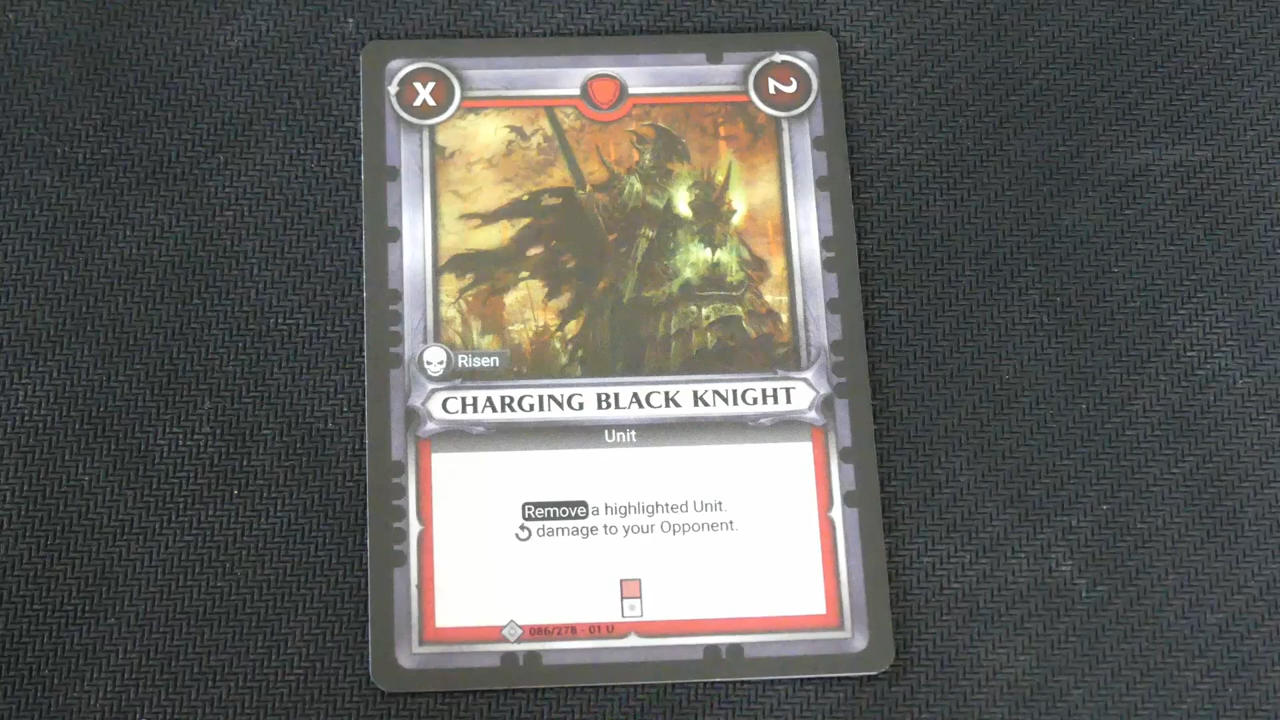 X
2
Risen
CHARGING BLACK KNIGHT
Unit
Remove a highlighted Unit.
damage to your Opponent.
086/278 - 01 U